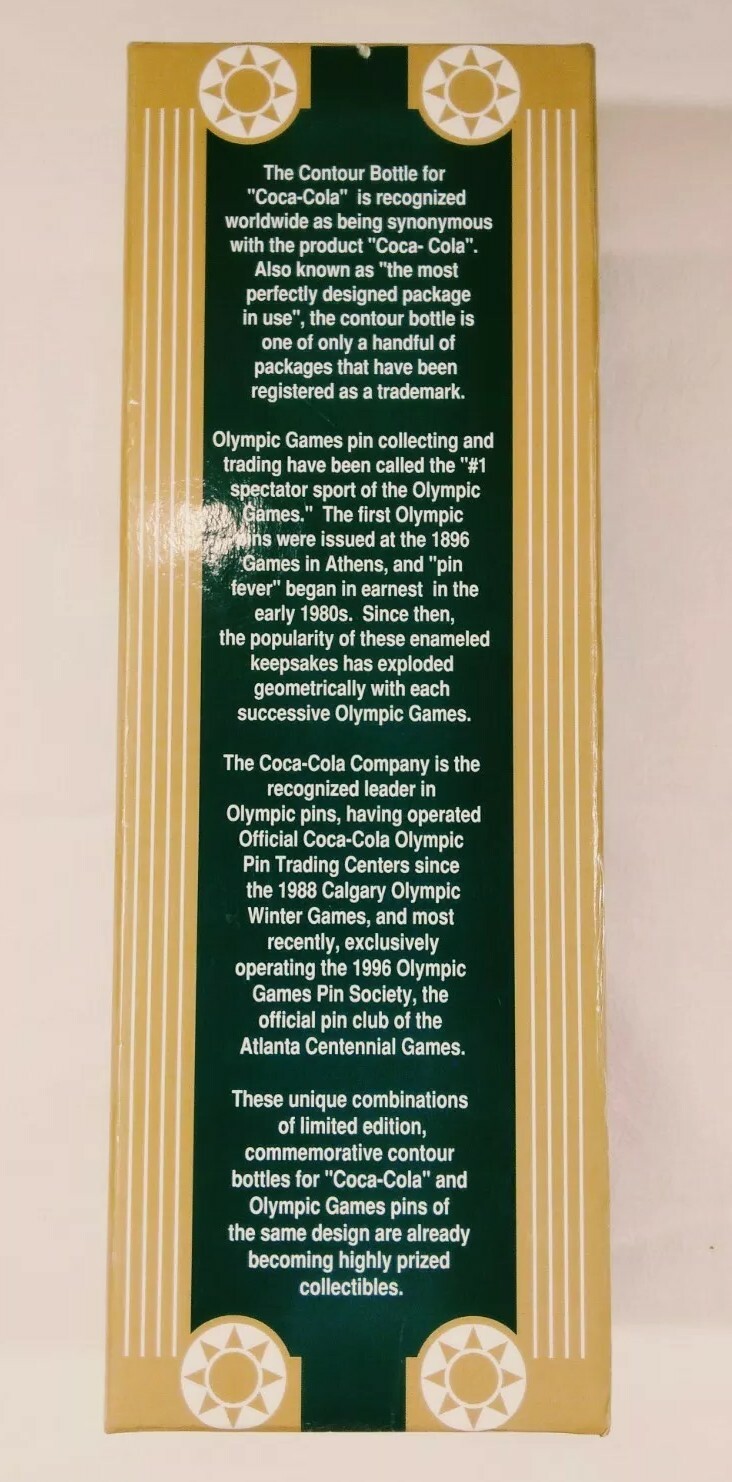 The Contour Bottle for
"Coca-Cola" is recognized
worldwide as being synonymous
with the product "Coca- Cola".
Also known as "the most
perfectly designed package
in use", the contour bottle is
one of only a handful of
packages that have been
registered as a trademark.
Olympic Games pin collecting and
trading have been called the "#1
spectator sport of the Olympic
Games." The first Olympic
pins were issued at the 1896
Games in Athens, and "pin
fever" began in earnest in the
early 1980s. Since then,
the popularity of these enameled
keepsakes has exploded
geometrically with each
successive Olympic Games.
The Coca-Cola Company is the
recognized leader in
Olympic pins, having operated
Official Coca-Cola Olympic
Pin Trading Centers since
the 1988 Calgary Olympic
Winter Games, and most
recently, exclusively
operating the 1996 Olympic
Games Pin Society, the
official pin club of the
Atlanta Centennial Games.
These unique combinations
of limited edition,
commemorative contour
bottles for "Coca-Cola" and
Olympic Games pins of
the same design are already
becoming highly prized
collectibles.